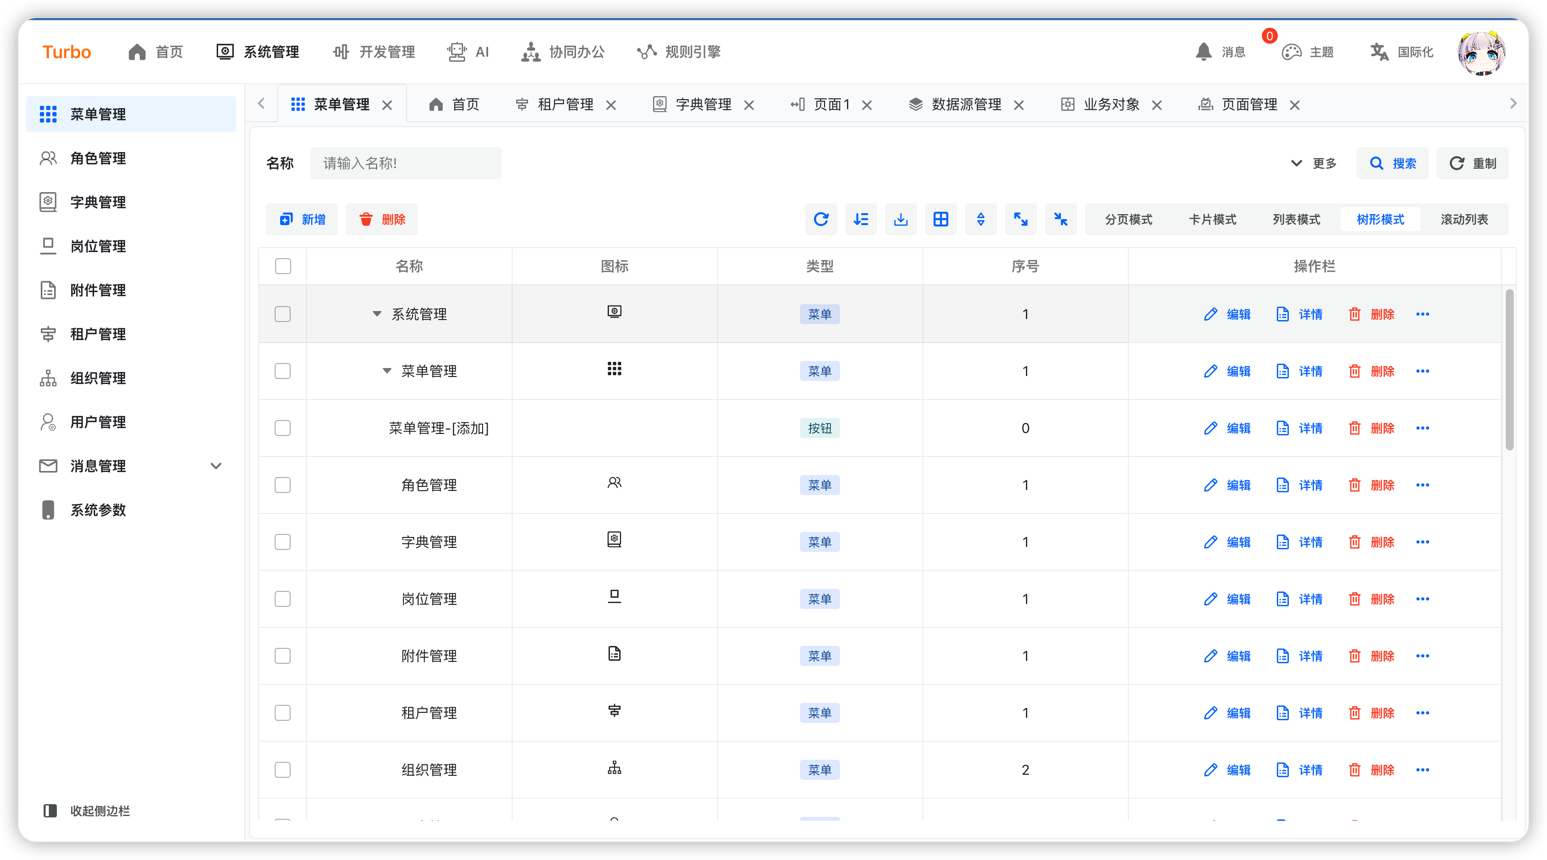 Turbo 首页 系统管理 开发管理 AI 协同办公 规则引擎 消息 0 主题 国际化
菜单管理
角色管理
字典管理
岗位管理
附件管理
租户管理
组织管理
用户管理
消息管理
系统参数
收起侧边栏
菜单管理 首页 租户管理 字典管理 页面1 数据源管理 业务对象 页面管理
名称 请输入名称! 更多 搜索 重制
新增 删除 分页模式 卡片模式 列表模式 树形模式 滚动列表
名称 图标 类型 序号 操作栏
系统管理 菜单 1 编辑 详情 删除
菜单管理 菜单 1 编辑 详情 删除
菜单管理-[添加] 按钮 0 编辑 详情 删除
角色管理 菜单 1 编辑 详情 删除
字典管理 菜单 1 编辑 详情 删除
岗位管理 菜单 1 编辑 详情 删除
附件管理 菜单 1 编辑 详情 删除
租户管理 菜单 1 编辑 详情 删除
组织管理 菜单 2 编辑 详情 删除